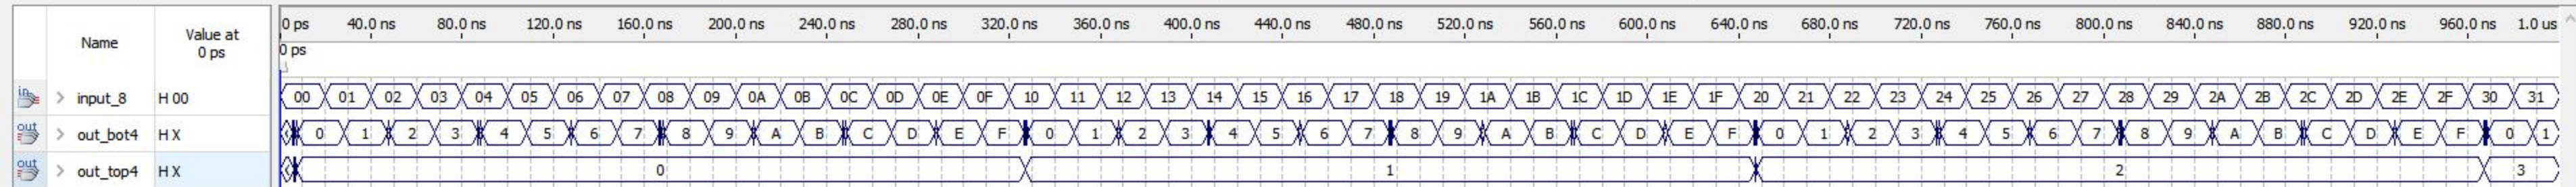 Name Value at 0 ps 0 ps 40.0 ns 80.0 ns 120.0 ns 160.0 ns 200.0 ns 240.0 ns 280.0 ns 320.0 ns 360.0 ns 400.0 ns 440.0 ns 480.0 ns 520.0 ns 560.0 ns 600.0 ns 640.0 ns 680.0 ns 720.0 ns 760.0 ns 800.0 ns 840.0 ns 880.0 ns 920.0 ns 960.0 ns 1.0 us
0 ps
in > input_8 H 00 00 01 02 03 04 05 06 07 08 09 0A 0B 0C 0D 0E 0F 10 11 12 13 14 15 16 17 18 19 1A 1B 1C 1D 1E 1F 20 21 22 23 24 25 26 27 28 29 2A 2B 2C 2D 2E 2F 30 31
out > out_bot4 H X 0 1 2 3 4 5 6 7 8 9 A B C D E F 0 1 2 3 4 5 6 7 8 9 A B C D E F 0 1 2 3 4 5 6 7 8 9 A B C D E F 0 1
out > out_top4 H X 0 1 2 3